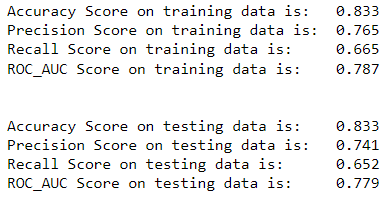 Accuracy Score on training data is:    0.833
Precision Score on training data is:  0.765
Recall Score on training data is:      0.665
ROC_AUC Score on training data is:     0.787
Accuracy Score on testing data is:    0.833
Precision Score on testing data is:   0.741
Recall Score on testing data is:      0.652
ROC_AUC Score on testing data is:     0.779